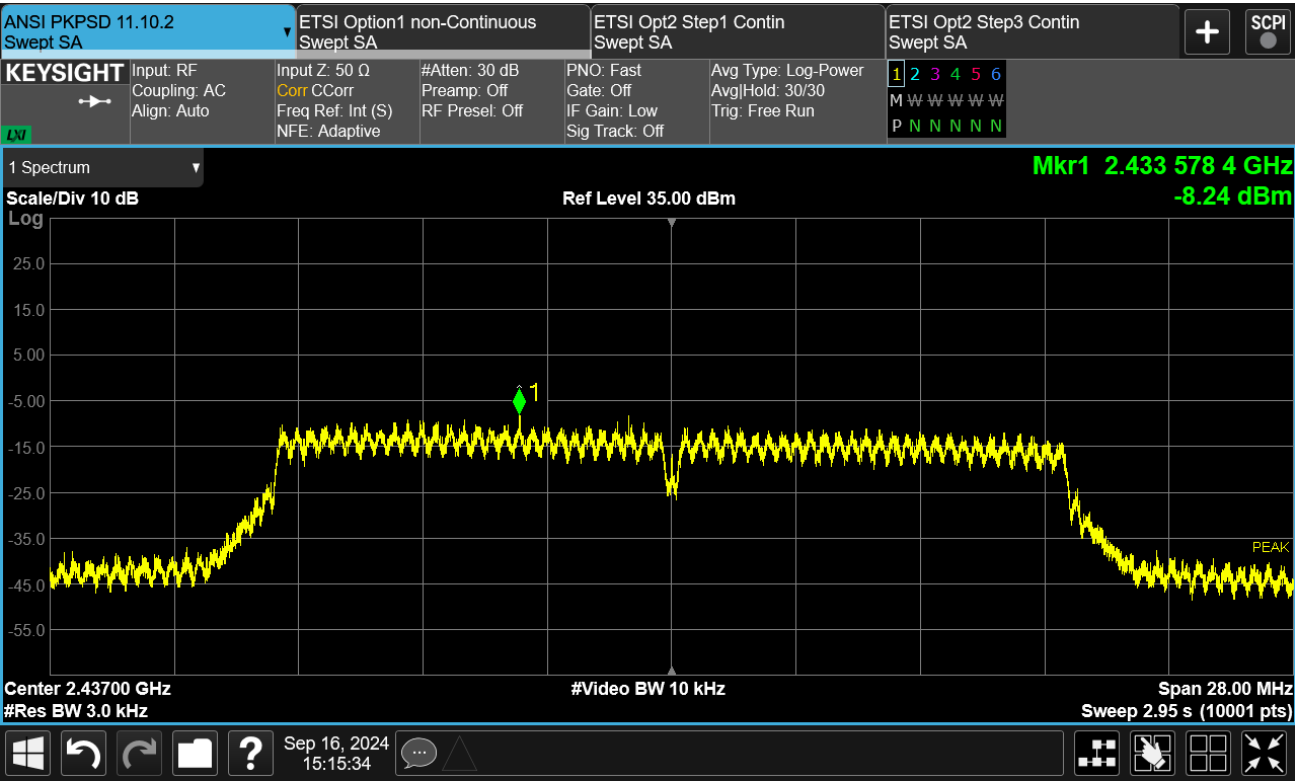 ANSI PKPSD 11.10.2
Swept SA
ETSI Option1 non-Continuous
Swept SA
ETSI Opt2 Step1 Contin
Swept SA
ETSI Opt2 Step3 Contin
Swept SA
+
SCPI
KEYSIGHT
LXI
Input: RF
Coupling: AC
Align: Auto
Input Z: 50 Ω
Corr CCorr
Freq Ref: Int (S)
NFE: Adaptive
#Atten: 30 dB
Preamp: Off
RF Presel: Off
PNO: Fast
Gate: Off
IF Gain: Low
Sig Track: Off
Avg Type: Log-Power
Avg|Hold: 30/30
Trig: Free Run
1 2 3 4 5 6
M W W W W W
P N N N N N
1 Spectrum
Mkr1 2.433 578 4 GHz
-8.24 dBm
Scale/Div 10 dB
Ref Level 35.00 dBm
Log
25.0
15.0
5.00
-5.00
-15.0
-25.0
-35.0
-45.0
-55.0
1
PEAK
Center 2.43700 GHz
#Video BW 10 kHz
Span 28.00 MHz
#Res BW 3.0 kHz
Sweep 2.95 s (10001 pts)
?
Sep 16, 2024
15:15:34